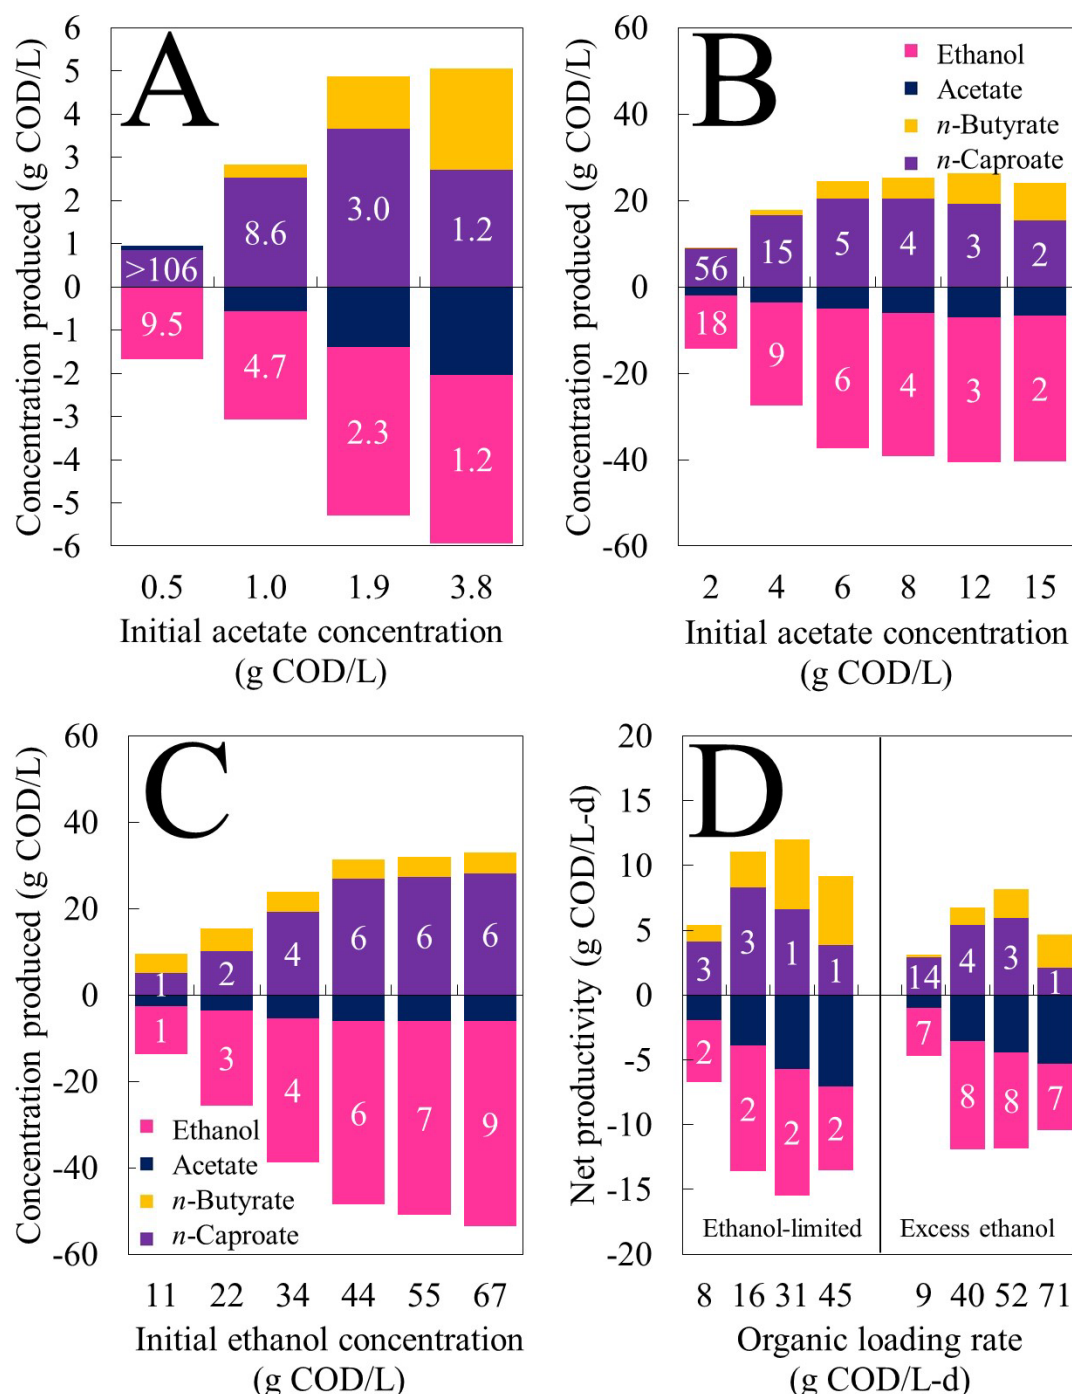 A
Concentration produced (g COD/L)
6
5
4
3
2
1
0
-1
-2
-3
-4
-5
-6
>106
8.6
3.0
1.2
9.5
4.7
2.3
1.2
0.5 1.0 1.9 3.8
Initial acetate concentration
(g COD/L)
B
Concentration produced (g COD/L)
60
40
20
0
-20
-40
-60
Ethanol
Acetate
n-Butyrate
n-Caproate
56
15
5
4
3
2
18
9
6
4
3
2
2 4 6 8 12 15
Initial acetate concentration
(g COD/L)
C
Concentration produced (g COD/L)
60
40
20
0
-20
-40
-60
1
2
4
6
6
6
1
3
4
6
7
9
Ethanol
Acetate
n-Butyrate
n-Caproate
11 22 34 44 55 67
Initial ethanol concentration
(g COD/L)
D
Net productivity (g COD/L-d)
20
15
10
5
0
-5
-10
-15
-20
3
3
1
1
14
4
3
1
2
2
2
2
7
8
8
7
Ethanol-limited
Excess ethanol
8 16 31 45 9 40 52 71
Organic loading rate
(g COD/L-d)